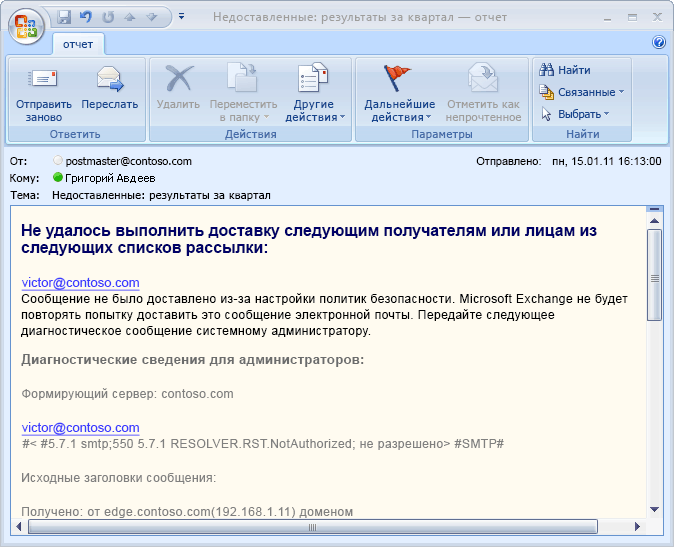 Недоставленные: результаты за квартал — отчет
отчет
Отправить заново
Переслать
Удалить
Переместить в папку
Другие действия
Дальнейшие действия
Отметить как непрочтенное
Найти
Связанные
Выбрать
Ответить
Действия
Параметры
Найти
От: postmaster@contoso.com
Отправлено: пн, 15.01.11 16:13:00
Кому: Григорий Авдеев
Тема: Недоставленные: результаты за квартал
Не удалось выполнить доставку следующим получателям или лицам из
следующих списков рассылки:
victor@contoso.com
Сообщение не было доставлено из-за настройки политик безопасности. Microsoft Exchange не будет
повторять попытку доставить это сообщение электронной почты. Передайте следующее
диагностическое сообщение системному администратору.
Диагностические сведения для администраторов:
Формирующий сервер: contoso.com
victor@contoso.com
#< #5.7.1 smtp;550 5.7.1 RESOLVER.RST.NotAuthorized; не разрешено> #SMTP#
Исходные заголовки сообщения:
Получено: от edge.contoso.com(192.168.1.11) доменом